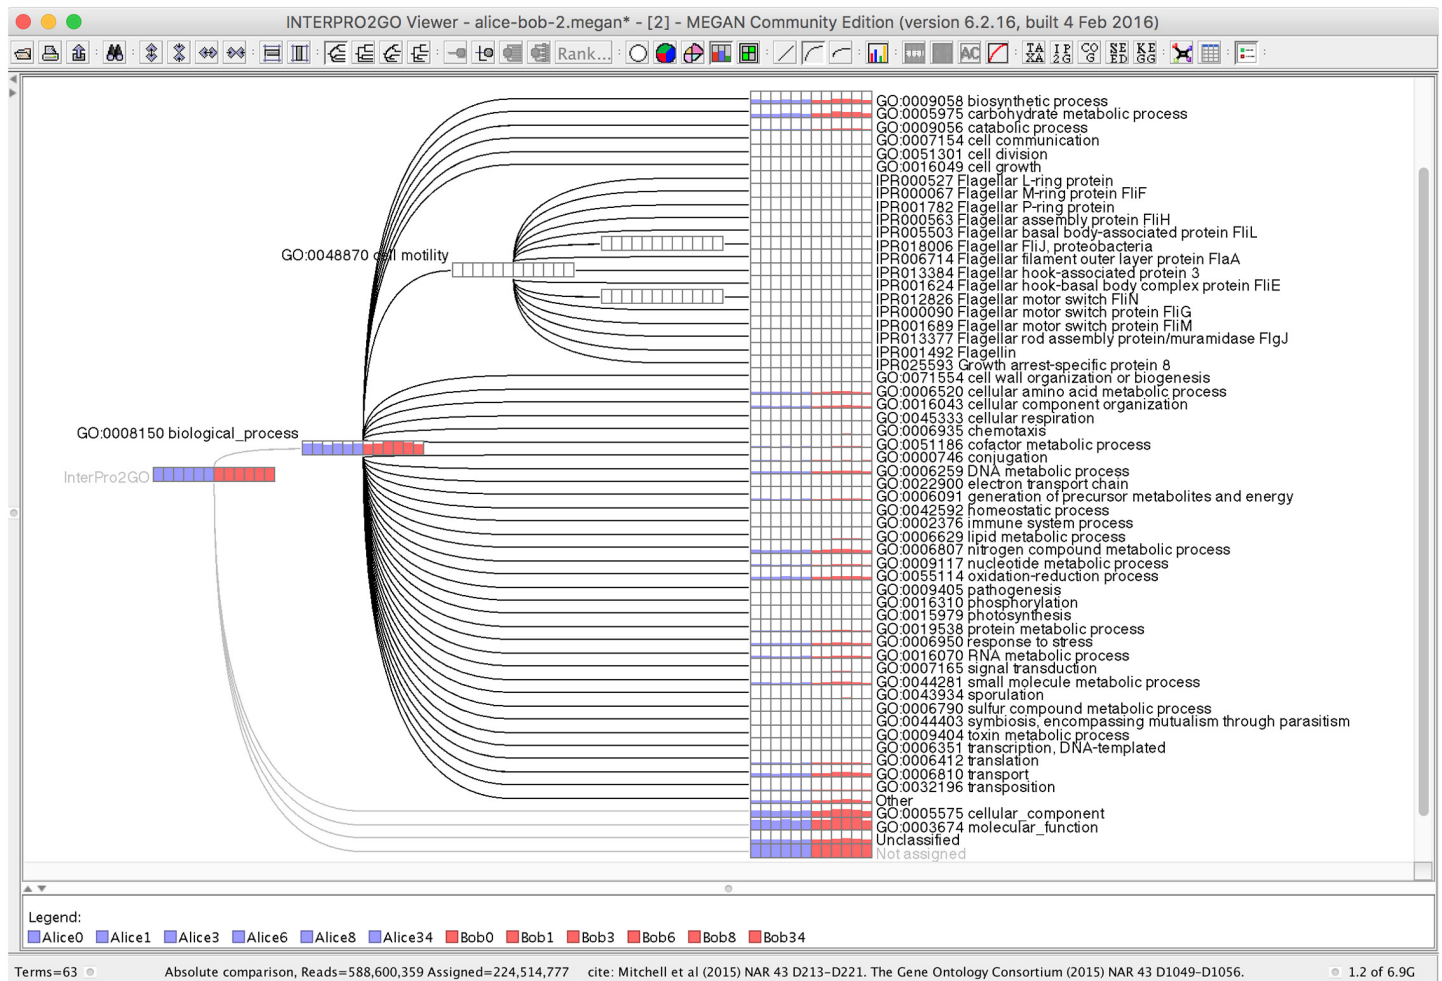 INTERPRO2GO Viewer - alice-bob-2.megan* - [2] - MEGAN Community Edition (version 6.2.16, built 4 Feb 2016)
Rank...
AC
TA XA
IP 2G
CO G
SE ED
KE GG
GO:0009058 biosynthetic process
GO:0005975 carbohydrate metabolic process
GO:0009056 catabolic process
GO:0007154 cell communication
GO:0051301 cell division
GO:0016049 cell growth
IPR000527 Flagellar L-ring protein
IPR000067 Flagellar M-ring protein FliF
IPR001782 Flagellar P-ring protein
IPR000563 Flagellar assembly protein FliH
IPR005503 Flagellar basal body-associated protein FliL
IPR018006 Flagellar FliJ, proteobacteria
GO:0048870 cell motility
IPR006714 Flagellar filament outer layer protein FlaA
IPR013384 Flagellar hook-associated protein 3
IPR001624 Flagellar hook-basal body complex protein FliE
IPR012826 Flagellar motor switch FliN
IPR000090 Flagellar motor switch protein FliG
IPR001689 Flagellar motor switch protein FliM
IPR013377 Flagellar rod assembly protein/muramidase FlgJ
IPR001492 Flagellin
IPR025593 Growth arrest-specific protein 8
GO:0071554 cell wall organization or biogenesis
GO:0006520 cellular amino acid metabolic process
GO:0016043 cellular component organization
GO:0045333 cellular respiration
GO:0006935 chemotaxis
GO:0008150 biological_process
GO:0051186 cofactor metabolic process
GO:0000746 conjugation
GO:0006259 DNA metabolic process
InterPro2GO
GO:0022900 electron transport chain
GO:0006091 generation of precursor metabolites and energy
GO:0042592 homeostatic process
GO:0002376 immune system process
GO:0006629 lipid metabolic process
GO:0006807 nitrogen compound metabolic process
GO:0009117 nucleotide metabolic process
GO:0055114 oxidation-reduction process
GO:0009405 pathogenesis
GO:0016310 phosphorylation
GO:0015979 photosynthesis
GO:0019538 protein metabolic process
GO:0006950 response to stress
GO:0016070 RNA metabolic process
GO:0007165 signal transduction
GO:0044281 small molecule metabolic process
GO:0043934 sporulation
GO:0006790 sulfur compound metabolic process
GO:0044403 symbiosis, encompassing mutualism through parasitism
GO:0009404 toxin metabolic process
GO:0006351 transcription, DNA-templated
GO:0006412 translation
GO:0006810 transport
GO:0032196 transposition
Other
GO:0005575 cellular_component
GO:0003674 molecular_function
Unclassified
Not assigned
Legend:
Alice0 Alice1 Alice3 Alice6 Alice8 Alice34 Bob0 Bob1 Bob3 Bob6 Bob8 Bob34
Terms=63 Absolute comparison, Reads=588,600,359 Assigned=224,514,777 cite: Mitchell et al (2015) NAR 43 D213-D221. The Gene Ontology Consortium (2015) NAR 43 D1049-D1056. 1.2 of 6.9G